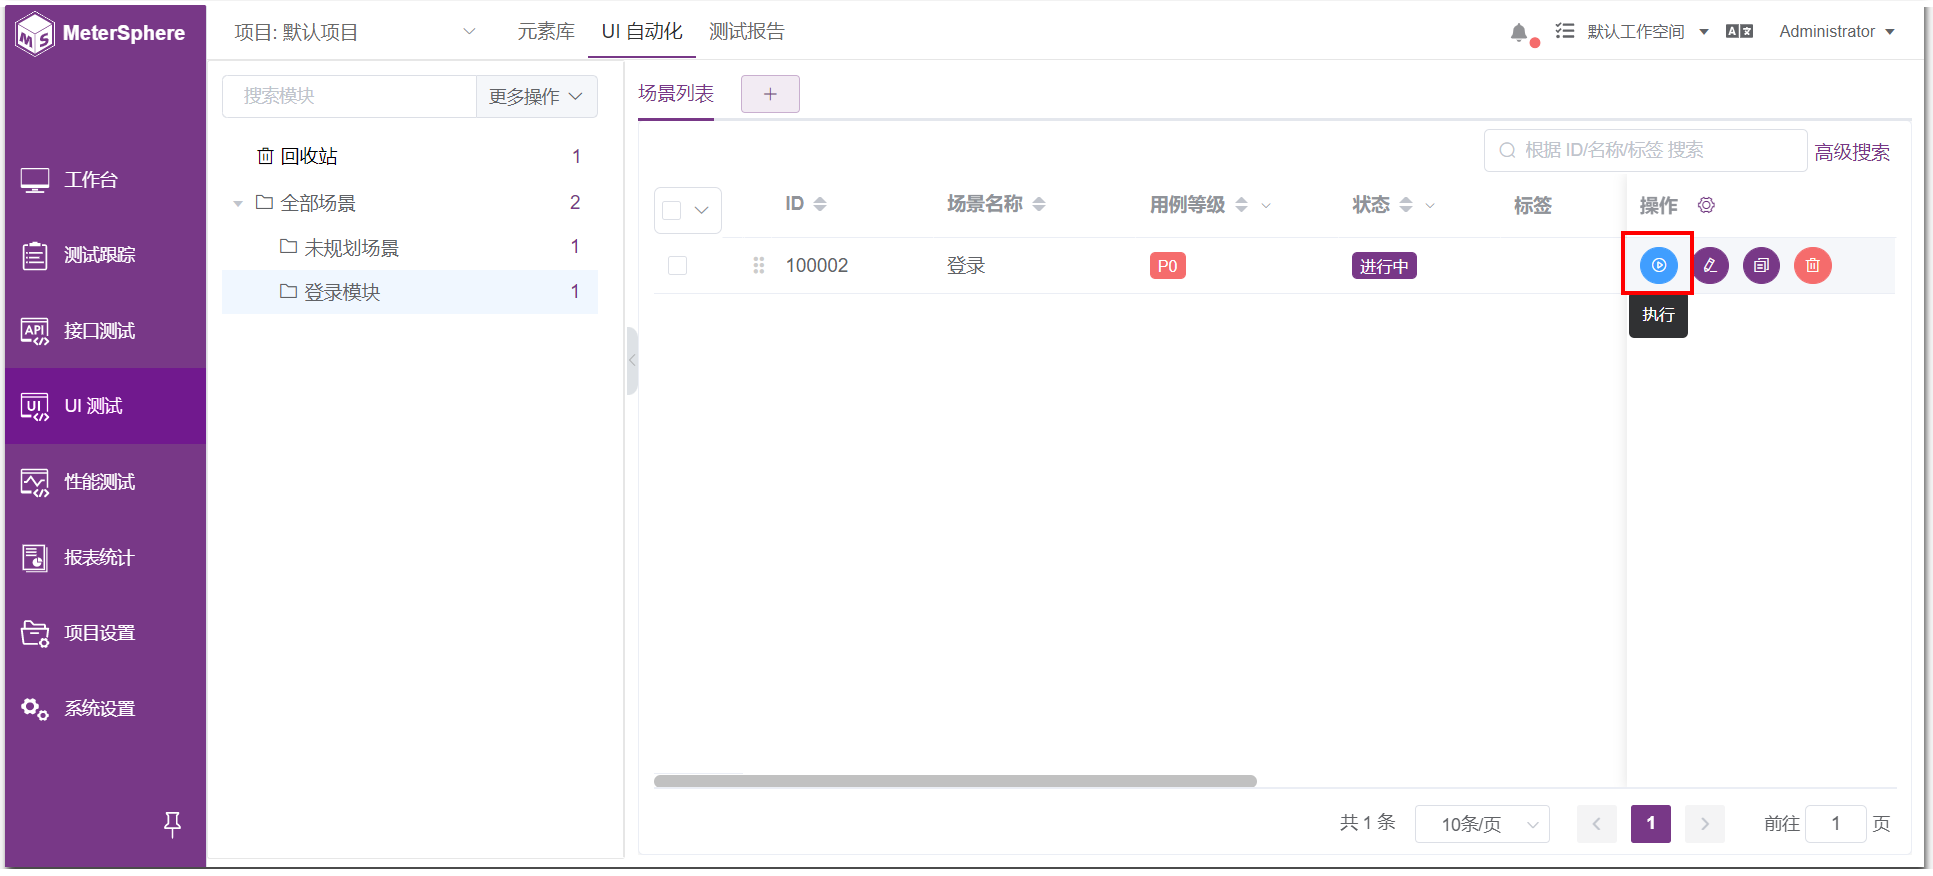 MeterSphere
项目: 默认项目
元素库
UI 自动化
测试报告
默认工作空间
Administrator
工作台
测试跟踪
API
接口测试
UI
UI 测试
性能测试
报表统计
项目设置
系统设置
搜索模块
更多操作
回收站 1
全部场景 2
未规划场景 1
登录模块 1
场景列表
+
根据 ID/名称/标签 搜索
高级搜索
ID 场景名称 用例等级 状态 标签 操作
100002 登录 P0 进行中
执行
共 1 条
10条/页
1
前往 1 页